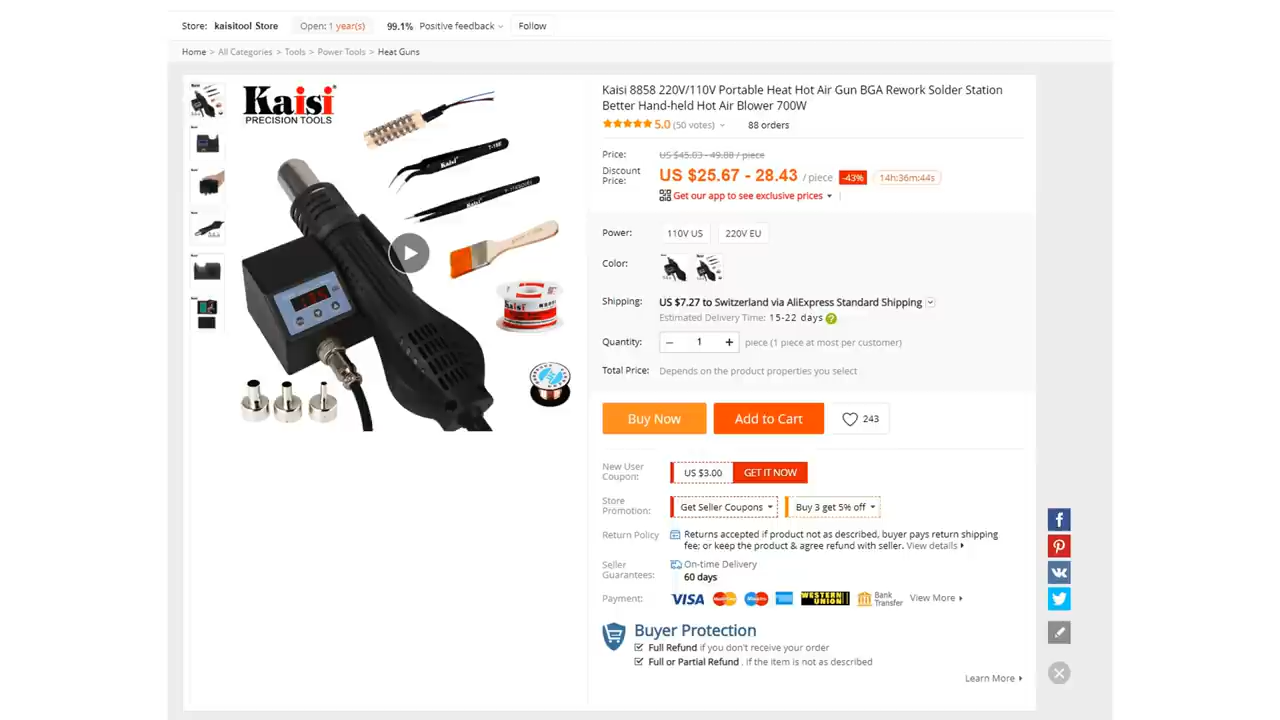 Store: kaisitool Store Open: 1 year(s) 99.1% Positive feedback Follow
Home > All Categories > Tools > Power Tools > Heat Guns
Kaisi
PRECISION TOOLS
Kaisi
Kaisi
Kaisi
Kaisi 8858 220V/110V Portable Heat Hot Air Gun BGA Rework Solder Station
Better Hand-held Hot Air Blower 700W
5.0 (50 votes) 88 orders
Price: US $45.03 - 49.88 / piece
Discount
Price: US $25.67 - 28.43 / piece -43% 14h:36m:44s
Get our app to see exclusive prices
Power: 110V US 220V EU
Color:
Shipping: US $7.27 to Switzerland via AliExpress Standard Shipping
Estimated Delivery Time: 15-22 days ?
Quantity: – 1 + piece (1 piece at most per customer)
Total Price: Depends on the product properties you select
Buy Now Add to Cart 243
New User
Coupon: US $3.00 GET IT NOW
Store
Promotion: Get Seller Coupons Buy 3 get 5% off
Return Policy Returns accepted if product not as described, buyer pays return shipping
fee; or keep the product & agree refund with seller. View details
Seller
Guarantees: On-time Delivery
60 days
Payment: VISA MasterCard Maestro WESTERN UNION Bank Transfer View More
Buyer Protection
Full Refund if you don't receive your order
Full or Partial Refund . if the item is not as described
Learn More